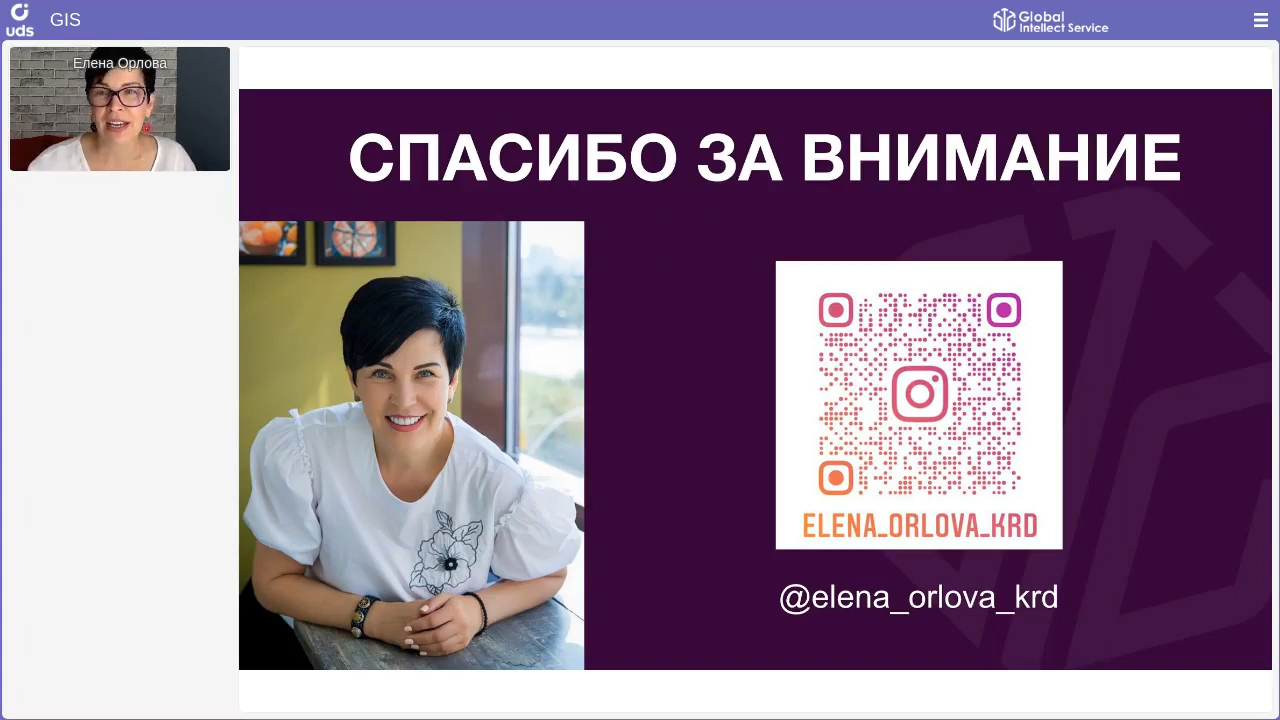 uds
GIS
Global
Intellect Service
Елена Орлова
СПАСИБО ЗА ВНИМАНИЕ
ELENA_ORLOVA_KRD
@elena_orlova_krd